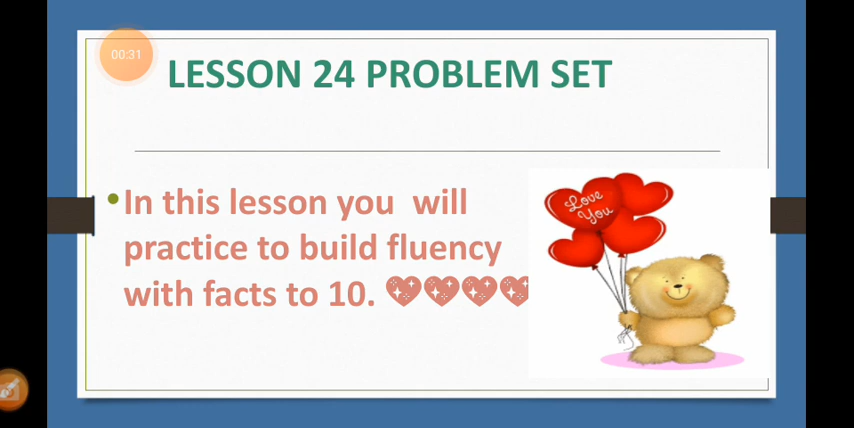 00:31
LESSON 24 PROBLEM SET
•In this lesson you will
practice to build fluency
with facts to 10. 💖💖💖💖
Love
You